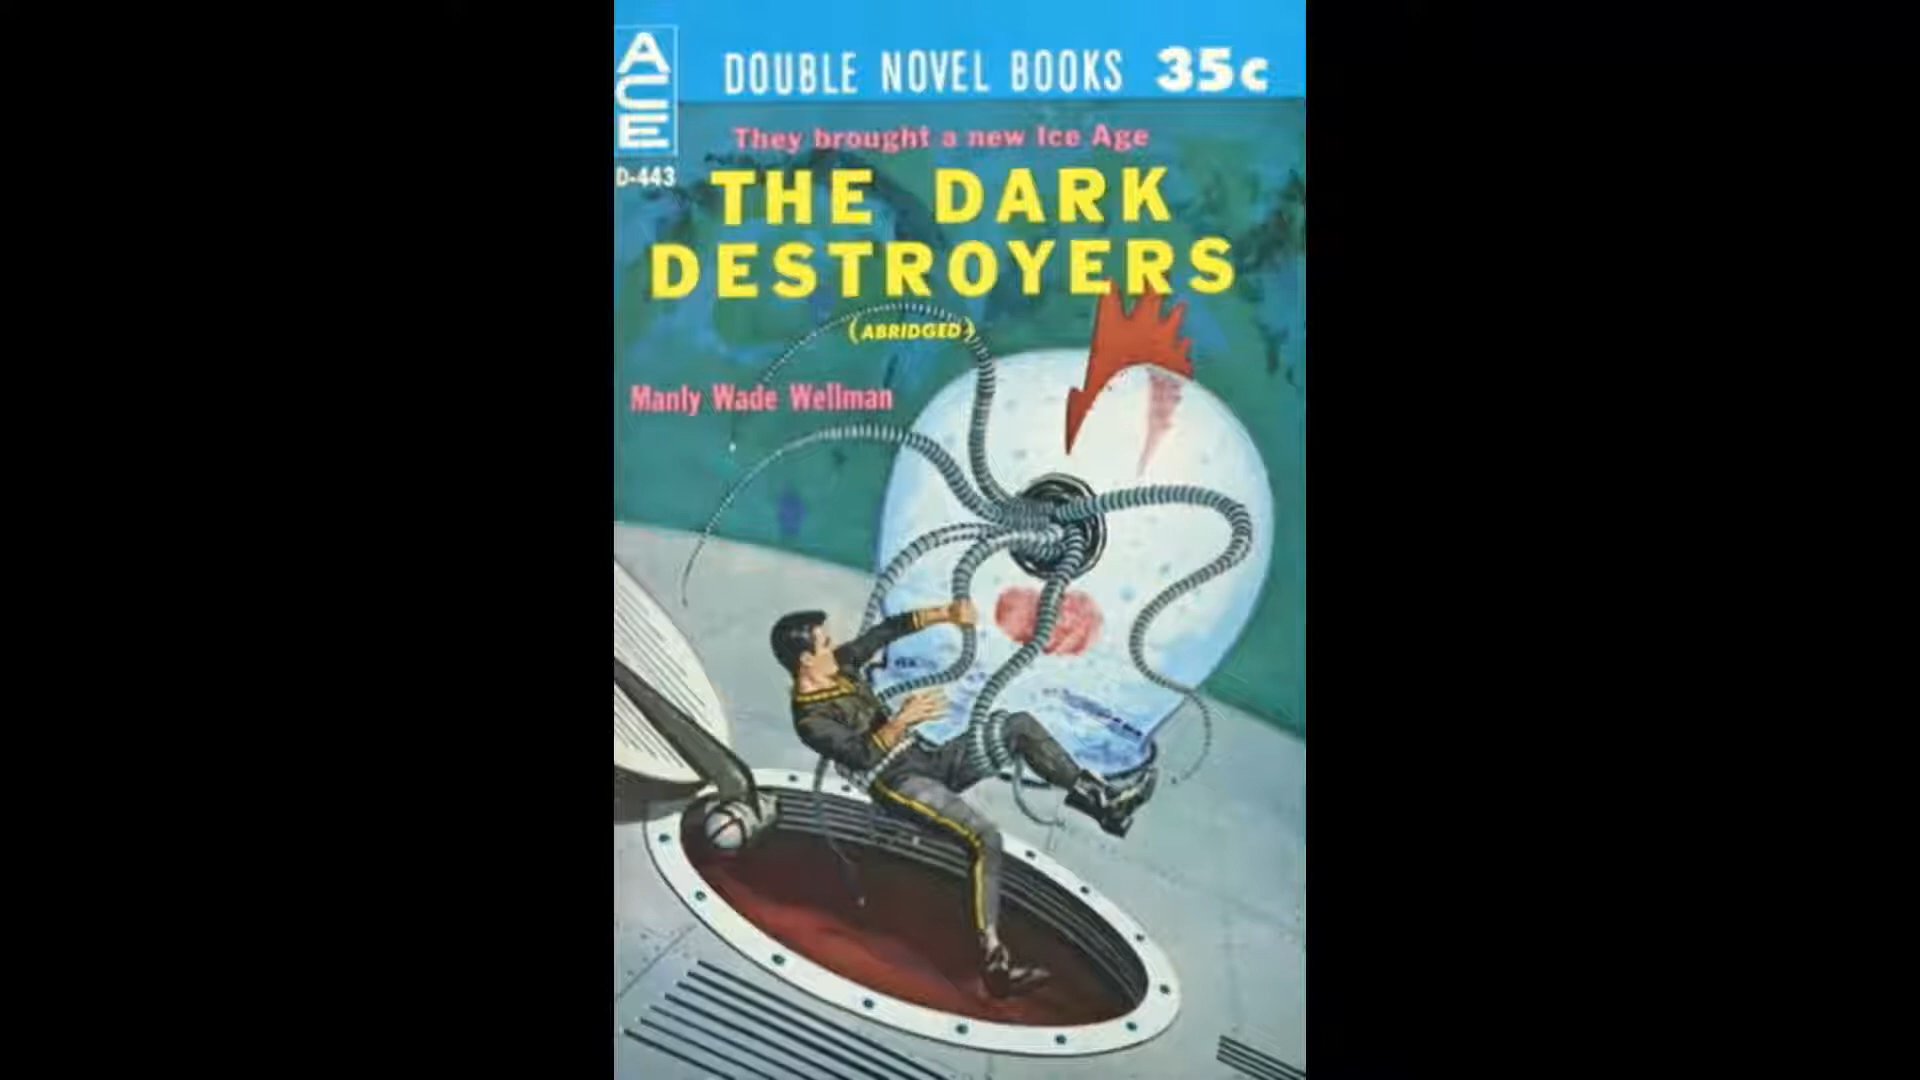 ACE
DOUBLE NOVEL BOOKS 35c
D-443
They brought a new Ice Age
THE DARK
DESTROYERS
(ABRIDGED)
Manly Wade Wellman